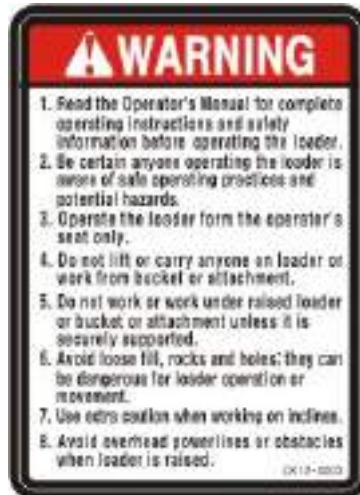 WARNING
1. Read the Operator's Manual for complete
operating instructions and safety
information before operating the loader.
2. Be certain anyone operating the loader is
aware of safe operating practices and
potential hazards.
3. Operate the loader form the operator's
seat only.
4. Do not lift or carry anyone on loader or
work from bucket or attachment.
5. Do not work or work under raised loader
or bucket or attachment unless it is
securely supported.
6. Avoid loose fill, rocks and holes; they can
be dangerous for loader operation or
movement.
7. Use extra caution when working on inclines.
8. Avoid overhead powerlines or obstacles
when loader is raised.